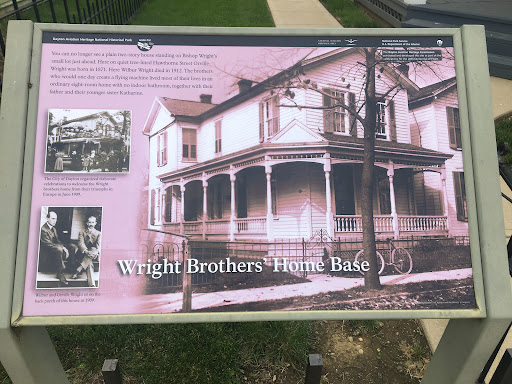 Dayton Aviation Heritage National Historical Park
National Park Service
U.S. Department of the Interior
You can no longer see a plain two-story house standing on Bishop Wright's
small lot just ahead. Here on quiet tree-lined Hawthorne Street Orville
Wright was born in 1871. Here Wilbur Wright died in 1912. The brothers
who would one day create a flying machine lived most of their lives in an
ordinary eight-room home with no indoor bathroom, together with their
father and their younger sister Katharine.
The City of Dayton organized elaborate
celebrations to welcome the Wright
brothers home from their triumphs in
Europe in June 1909.
Wilbur and Orville Wright sit on the
back porch of this house in 1909.
Wright Brothers' Home Base